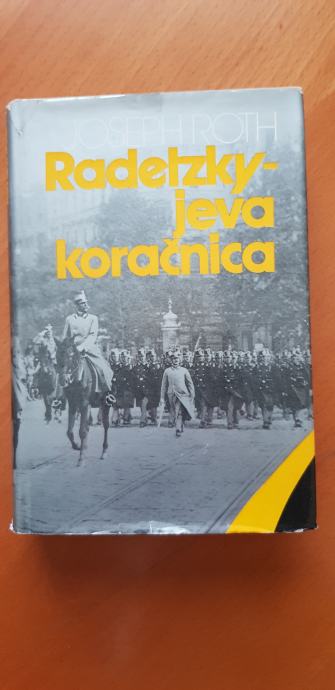 JOSEPH ROTH
Radetzky-
jeva
koračnica